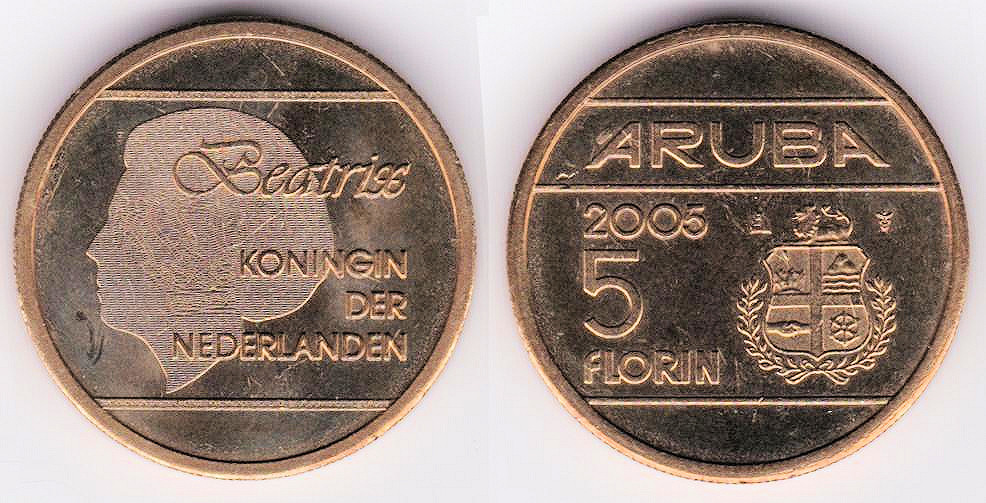 Beatrix
KONINGIN
DER
NEDERLANDEN
ARUBA
2005
5
FLORIN